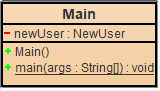 Main
newUser : NewUser
Main()
main(args : String[]) : void